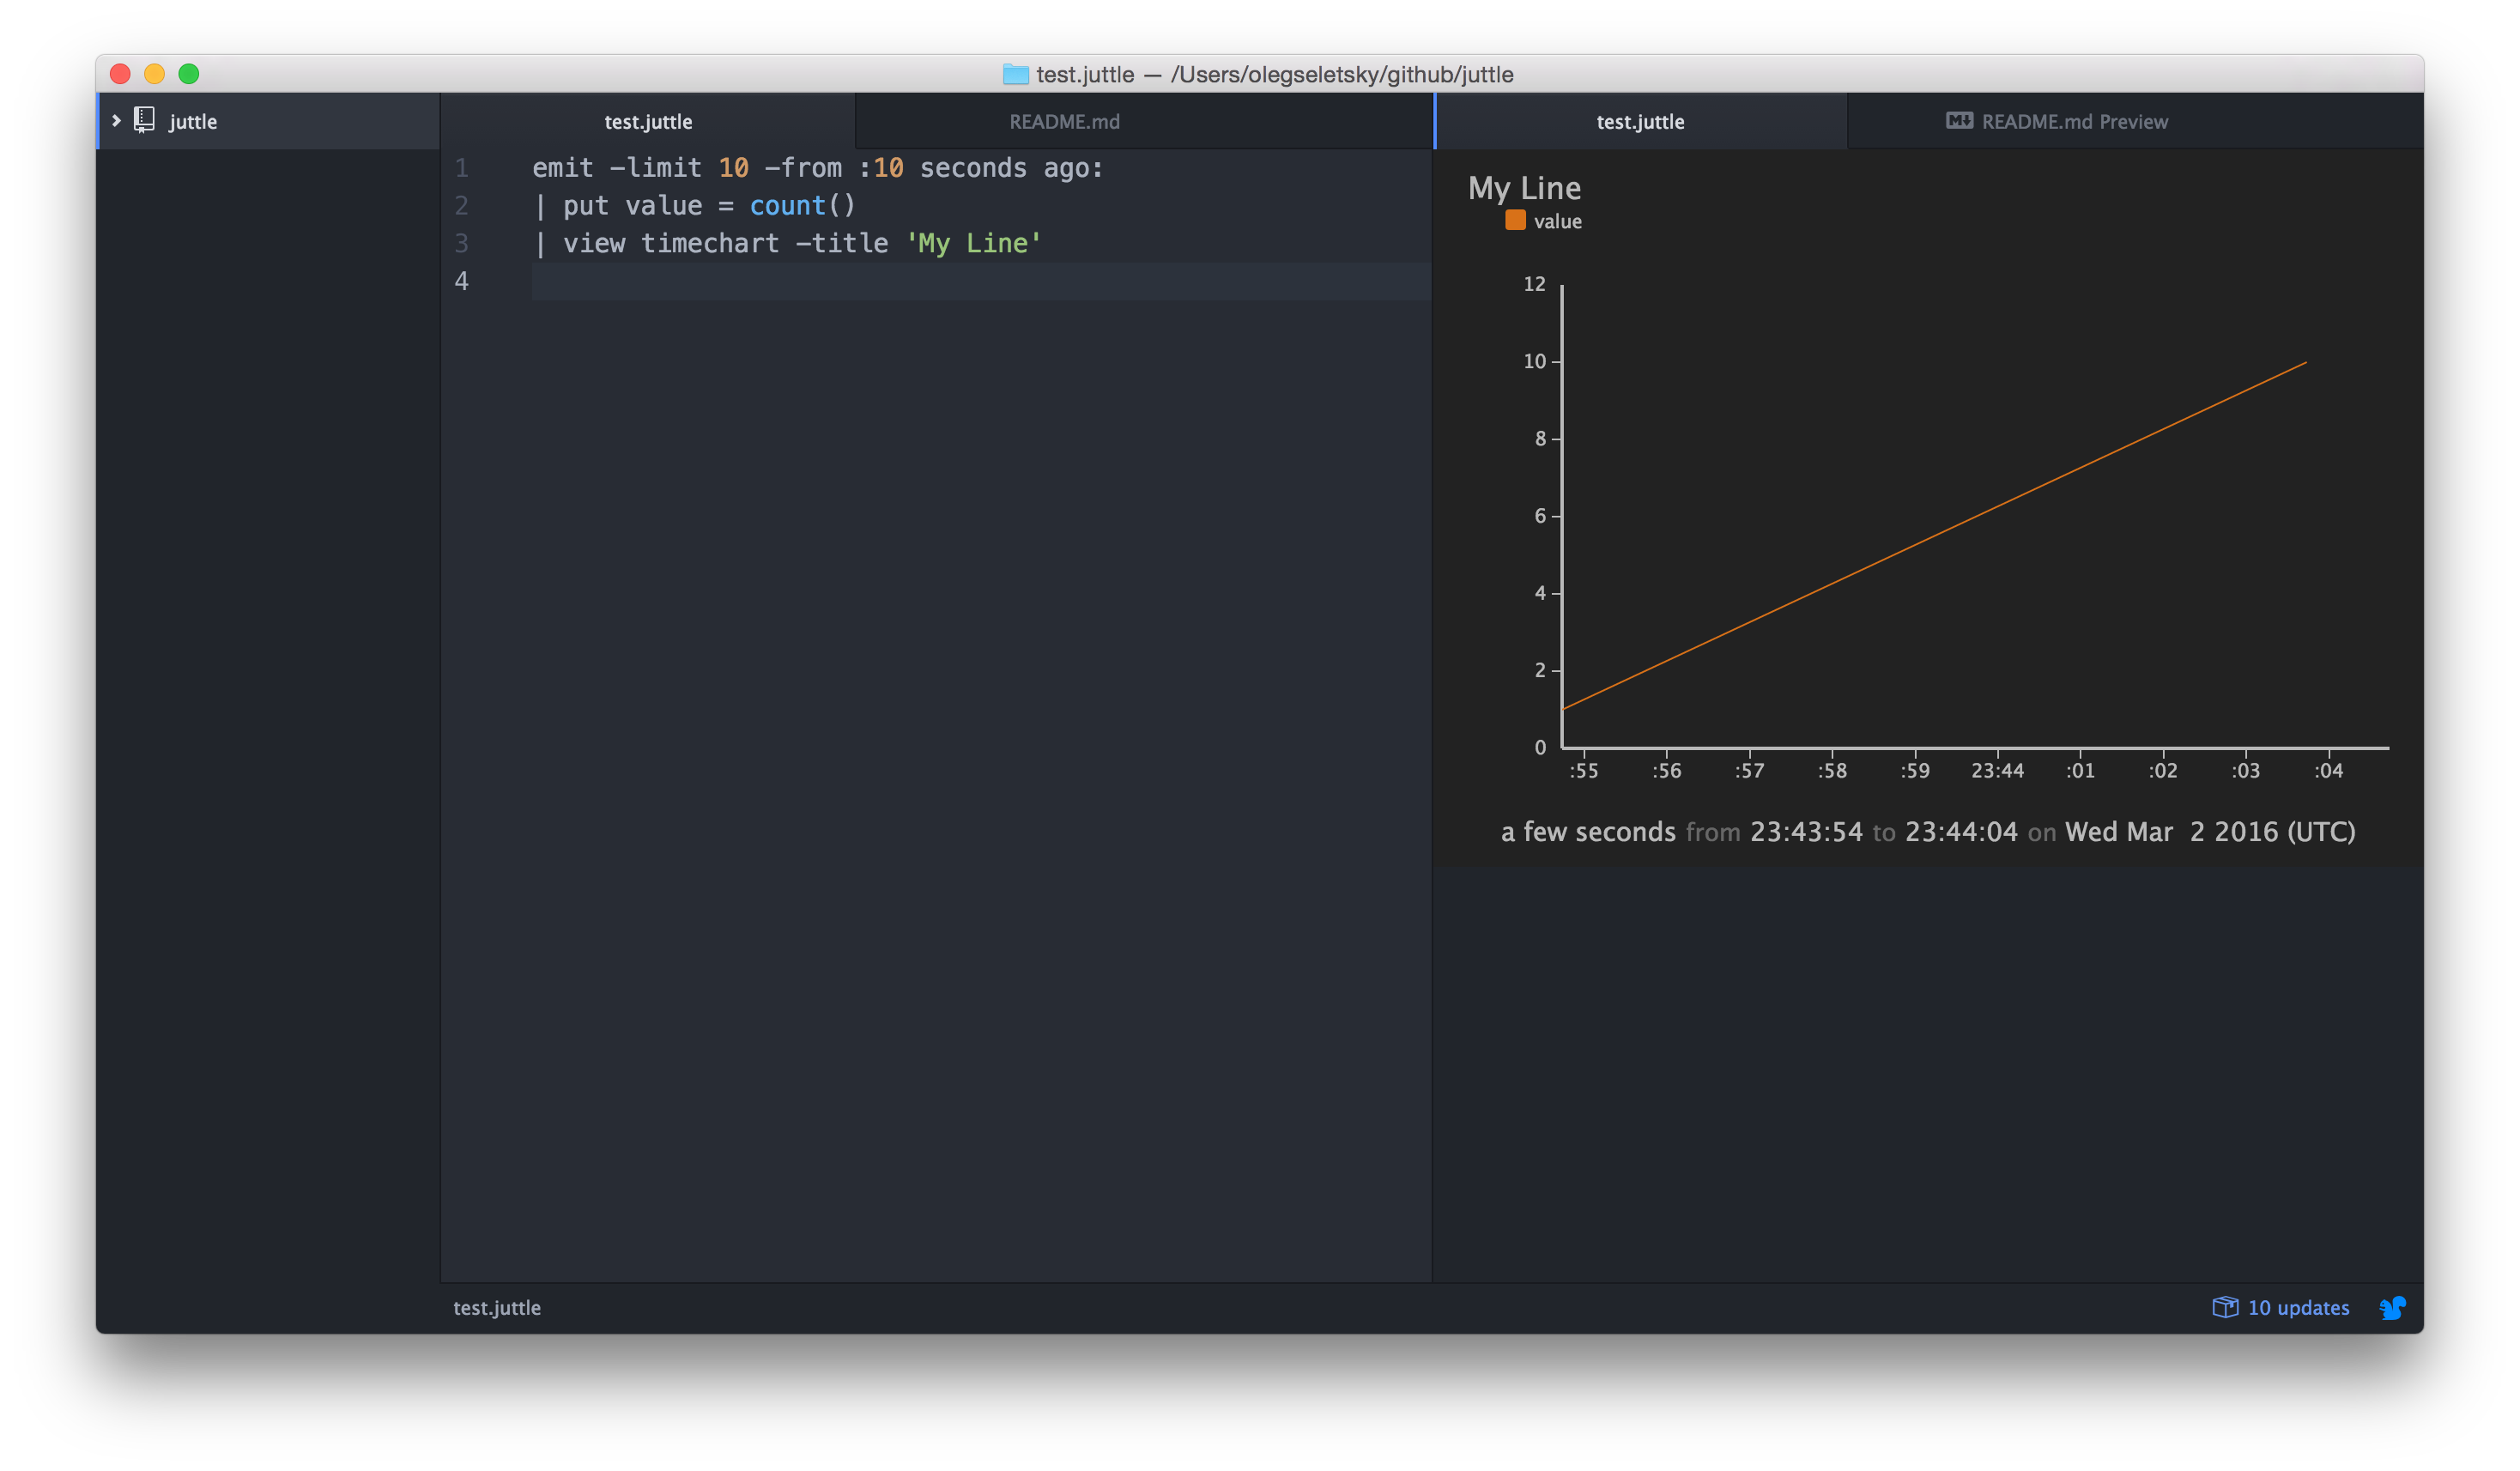 test.juttle — /Users/olegseletsky/github/juttle
juttle
test.juttle
README.md
1 emit -limit 10 -from :10 seconds ago:
2 | put value = count()
3 | view timechart -title 'My Line'
4
test.juttle
README.md Preview
My Line
value
12
10
8
6
4
2
0
:55 :56 :57 :58 :59 23:44 :01 :02 :03 :04
a few seconds from 23:43:54 to 23:44:04 on Wed Mar 2 2016 (UTC)
test.juttle
10 updates